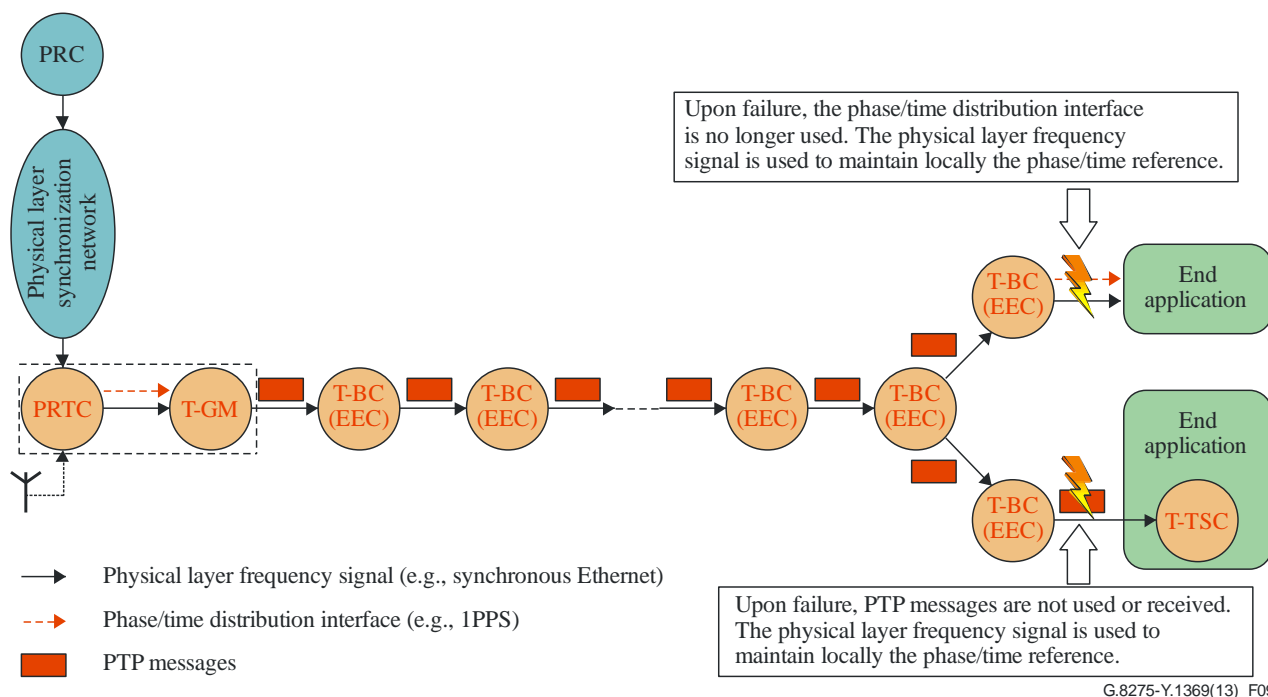 PRC
Physical layer
synchronization
network
Upon failure, the phase/time distribution interface
is no longer used. The physical layer frequency
signal is used to maintain locally the phase/time reference.
T-BC
(EEC)
End
application
PRTC
T-GM
T-BC
(EEC)
T-BC
(EEC)
T-BC
(EEC)
T-BC
(EEC)
End
application
T-BC
(EEC)
T-TSC
Physical layer frequency signal (e.g., synchronous Ethernet)
Phase/time distribution interface (e.g., 1PPS)
PTP messages
Upon failure, PTP messages are not used or received.
The physical layer frequency signal is used to
maintain locally the phase/time reference.
G.8275-Y.1369(13) F09